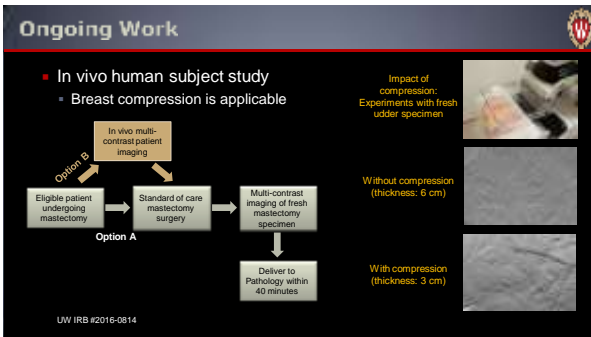 Ongoing Work
In vivo human subject study
Breast compression is applicable
In vivo multi-
contrast patient
imaging
Option B
Eligible patient
undergoing
mastectomy
Standard of care
mastectomy
surgery
Multi-contrast
imaging of fresh
mastectomy
specimen
Option A
Deliver to
Pathology within
40 minutes
UW IRB #2016-0814
Impact of
compression:
Experiments with fresh
udder specimen
Without compression
(thickness: 6 cm)
With compression
(thickness: 3 cm)
W